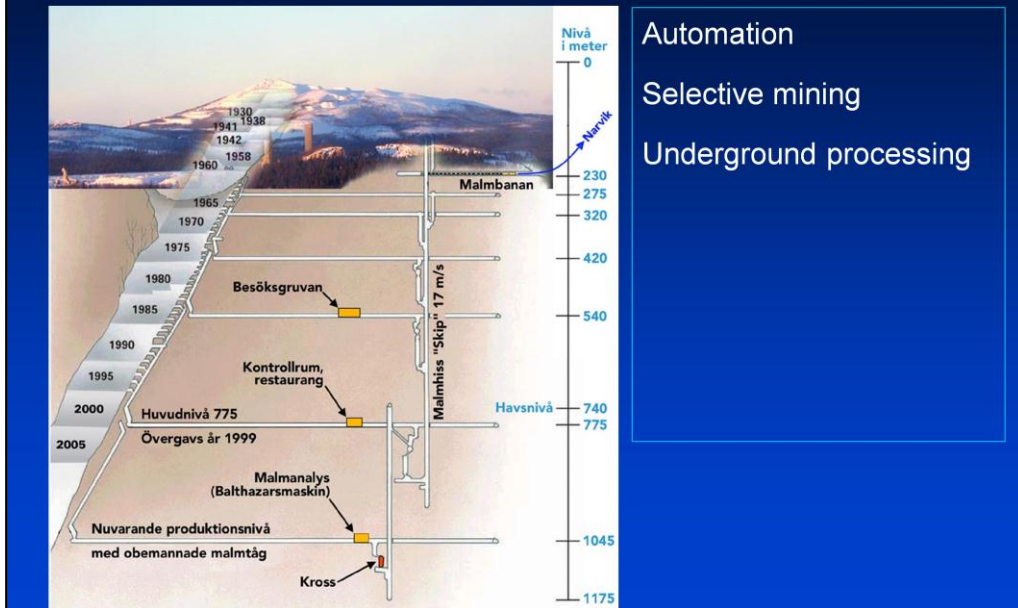 Automation
Selective mining
Underground processing
Nivå
i meter
0
Narvik
230
Malmbanan
275
320
420
540
Havsnivå
740
775
1045
1175
1930
1938
1941
1942
1958
1960
1965
1970
1975
1980
1985
1990
1995
2000
2005
Besöksgruvan
Malmhiss "Skip" 17 m/s
Kontrollrum,
restaurang
Huvudnivå 775
Övergavs år 1999
Malmanalys
(Balthazarsmaskin)
Nuvarande produktionsnivå
med obemannade malmtåg
Kross